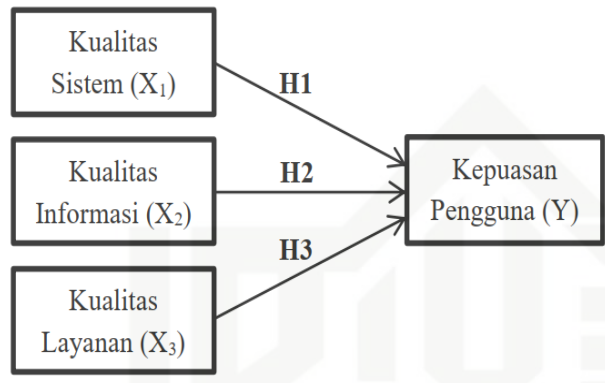 Kualitas
Sistem (X₁)
H1
Kualitas
Informasi (X₂)
H2
Kepuasan
Pengguna (Y)
H3
Kualitas
Layanan (X₃)